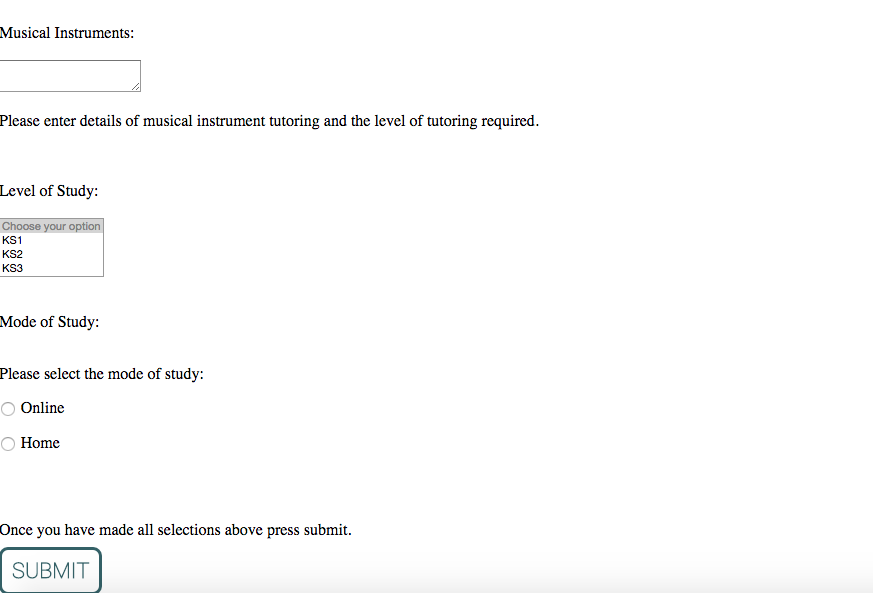 Musical Instruments:
Please enter details of musical instrument tutoring and the level of tutoring required.
Level of Study:
Choose your option
KS1
KS2
KS3
Mode of Study:
Please select the mode of study:
Online
Home
Once you have made all selections above press submit.
SUBMIT